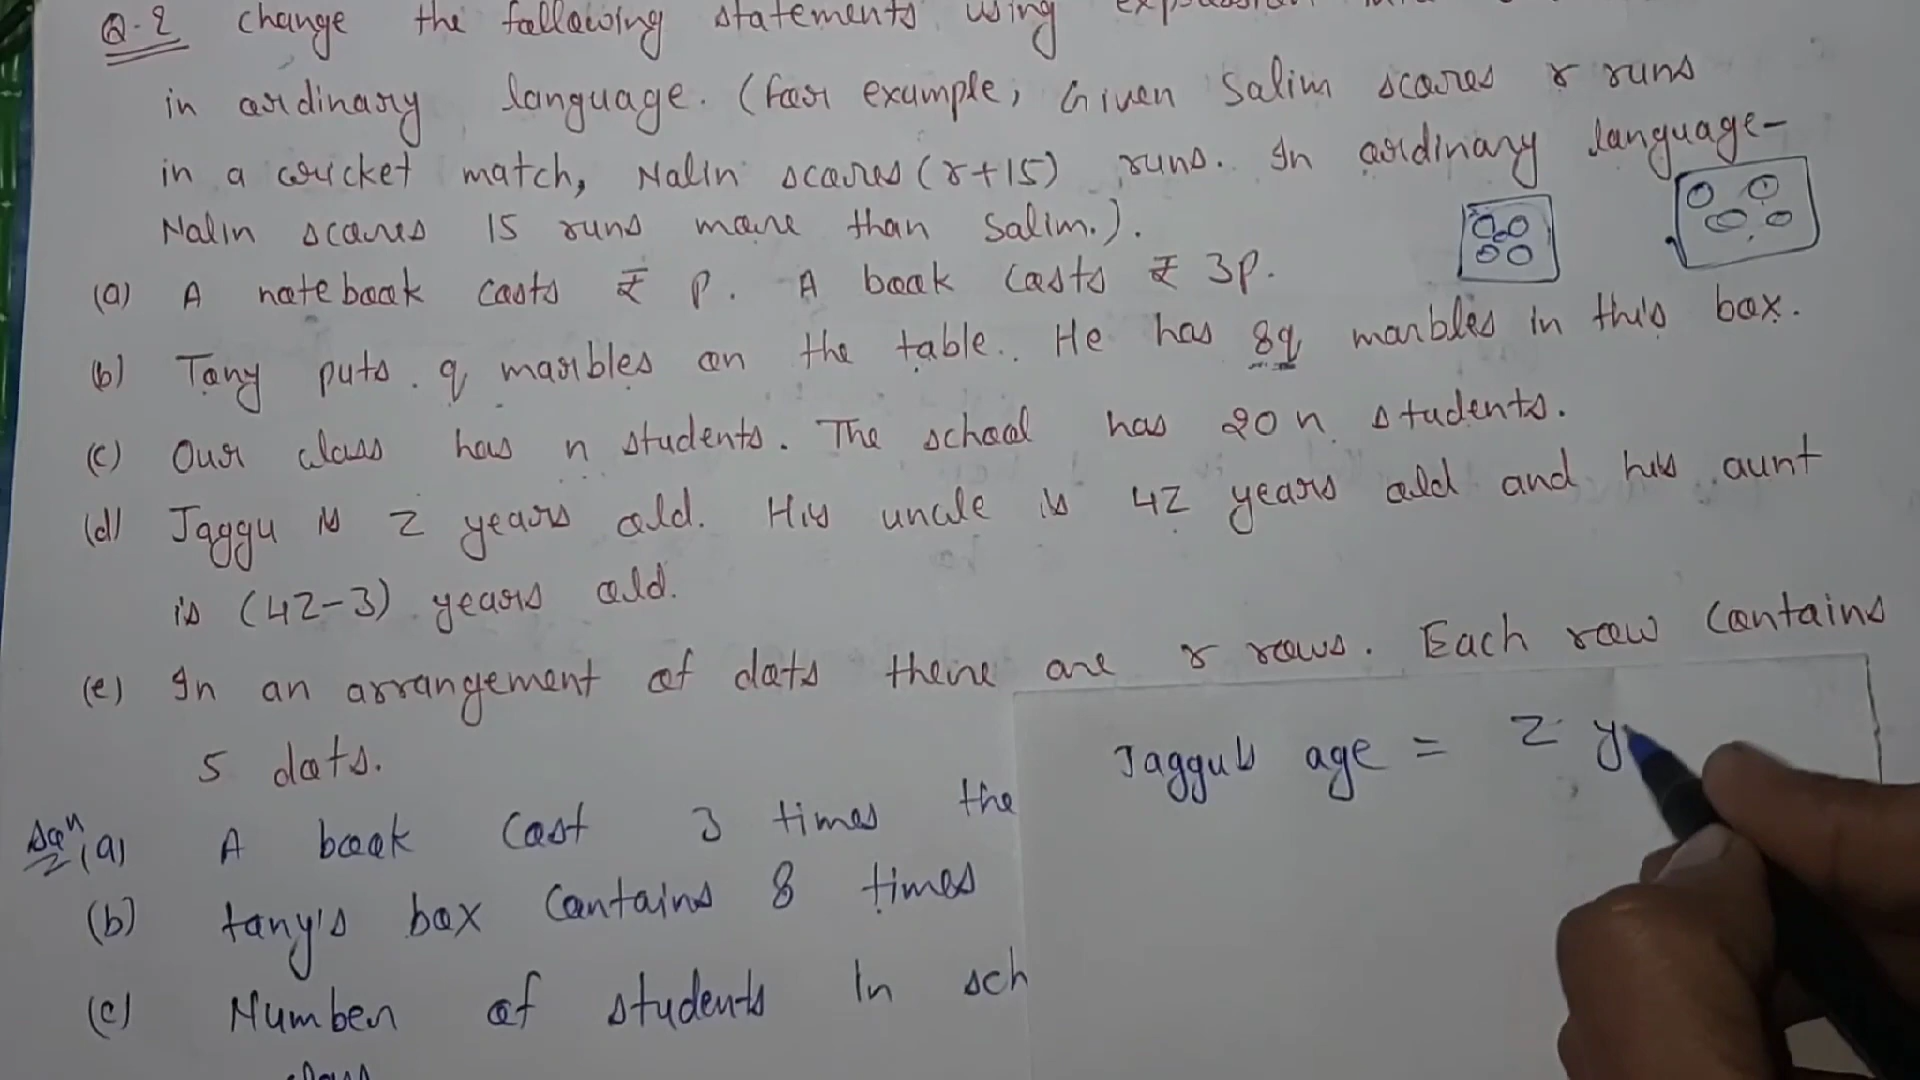 Q.2 Change the following statements using
in ordinary language. (For example, Given Salim scores r runs
in a cricket match, Nalin scores (r+15) runs. In ordinary language-
Nalin scores 15 runs more than Salim.).
(a) A notebook costs ₹ p. A book costs ₹ 3p.
(b) Tony puts q marbles on the table. He has 8q marbles in this box.
(c) Our class has n students. The school has 20n students.
(d) Jaggu is z years old. His uncle is 4z years old and his aunt
is (4z-3) years old.
(e) In an arrangement of dots there are r rows. Each row contains
5 dots.
Jaggu's age = z y
Soⁿ2 (a) A book cost 3 times the
(b) tony's box contains 8 times
(c) Number of students in sch
class